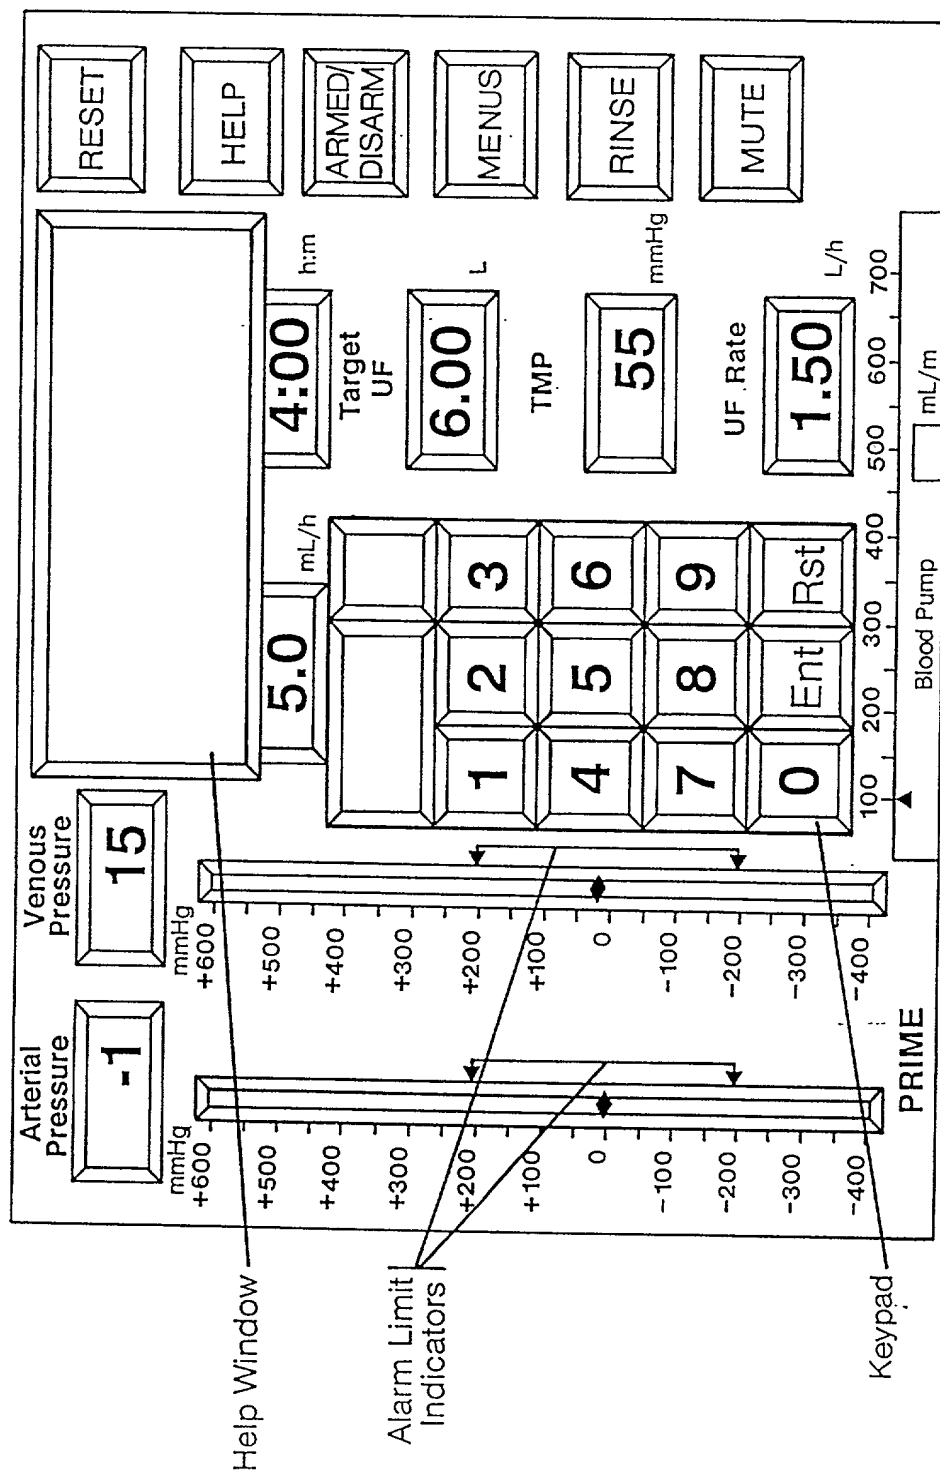 Help Window
Alarm Limit
Indicators
Keypad
Arterial
Pressure
-1
mmHg
+600
+500
+400
+300
+200
+100
0
-100
-200
-300
-400
PRIME
Venous
Pressure
15
mmHg
+600
+500
+400
+300
+200
+100
0
-100
-200
-300
-400
5.0
mL/h
4:00
h:m
1 2 3
4 5 6
7 8 9
0 Ent Rst
Target
UF
6.00
L
TMP
55
mmHg
UF Rate
1.50
L/h
100 200 300 400 500 600 700
Blood Pump
mL/m
RESET
HELP
ARMED/
DISARM
MENUS
RINSE
MUTE